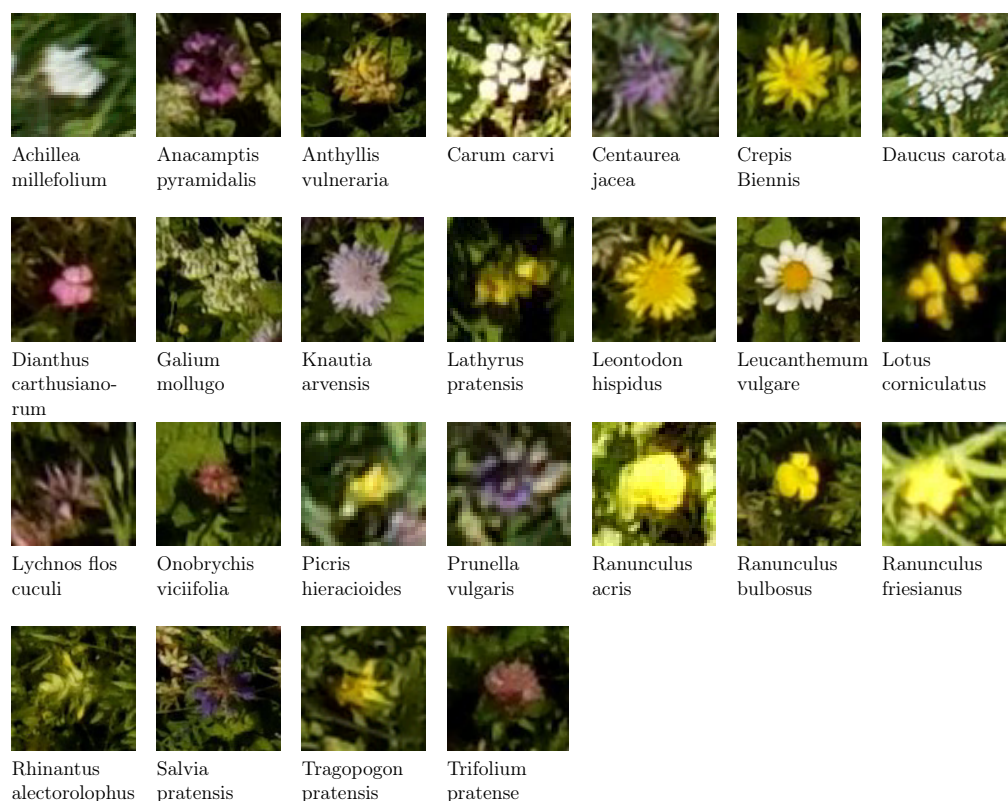 Achillea
millefolium
Anacamptis
pyramidalis
Anthyllis
vulneraria
Carum carvi
Centaurea
jacea
Crepis
Biennis
Daucus carota
Dianthus
carthusiano-
rum
Galium
mollugo
Knautia
arvensis
Lathyrus
pratensis
Leontodon
hispidus
Leucanthemum
vulgare
Lotus
corniculatus
Lychnos flos
cuculi
Onobrychis
viciifolia
Picris
hieracioides
Prunella
vulgaris
Ranunculus
acris
Ranunculus
bulbosus
Ranunculus
friesianus
Rhinantus
alectorolophus
Salvia
pratensis
Tragopogon
pratensis
Trifolium
pratense